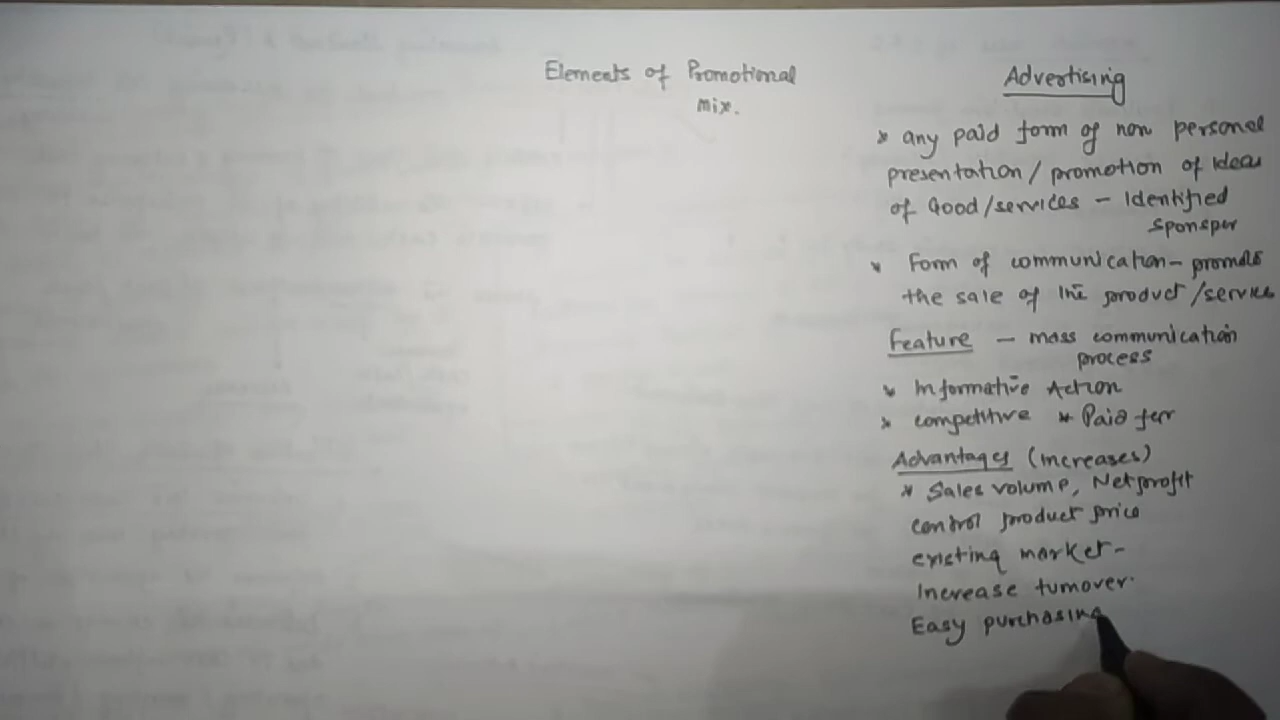 Elements of Promotional
mix.
Advertising
* any paid form of non personal
presentation / promotion of Ideas
of Good/services - Identified
Sponsper
* Form of communication - promote
the sale of the product/service
Feature - mass communication
process
* Informative Action
* competitive * Paid for
Advantages (increases)
* Sales volume, Net profit
control product price
existing market-
Increase turnover.
Easy purchasing